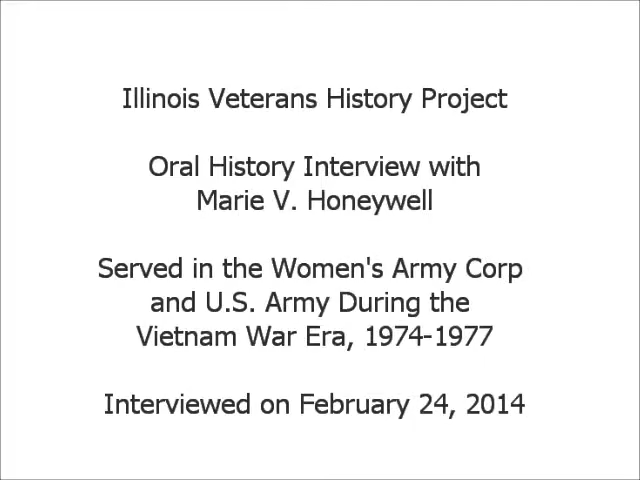 Illinois Veterans History Project
Oral History Interview with
Marie V. Honeywell
Served in the Women's Army Corp
and U.S. Army During the
Vietnam War Era, 1974-1977
Interviewed on February 24, 2014